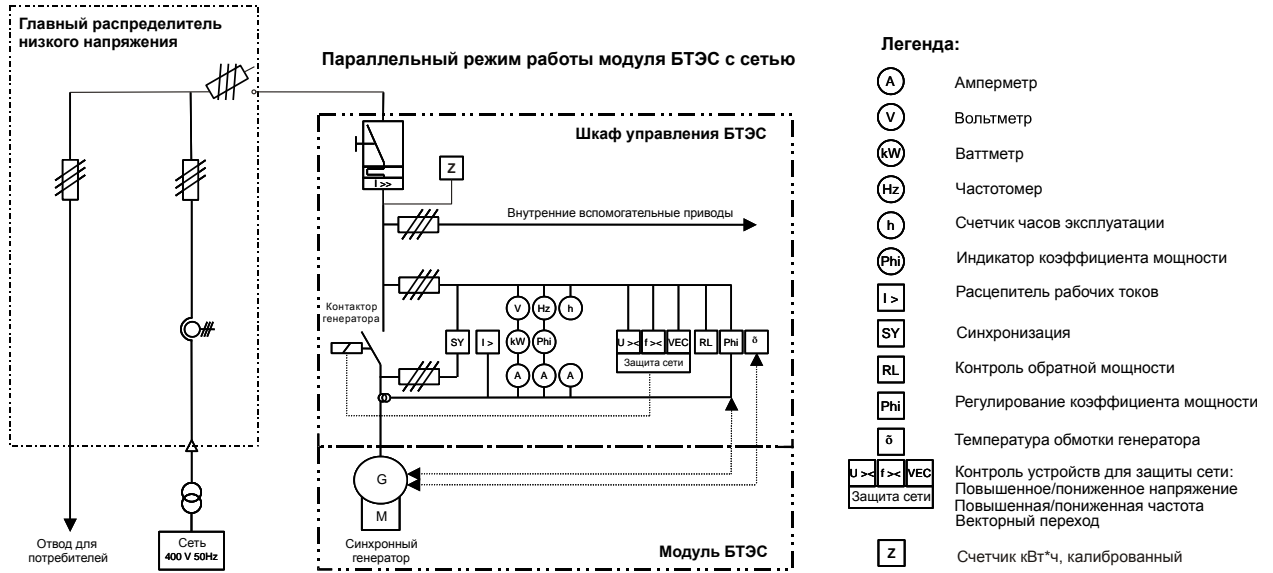 Главный распределитель
низкого напряжения
Параллельный режим работы модуля БТЭС с сетью
Шкаф управления БТЭС
I >>
Z
Внутренние вспомогательные приводы
Контактор
генератора
SY
I >
V
Hz
h
kW
Phi
A
A
A
U ><
f ><
VEC
Защита сети
RL
Phi
õ
G
M
Синхронный
генератор
Модуль БТЭС
Отвод для
потребителей
Сеть
400 V 50Hz
Легенда:
A Амперметр
V Вольтметр
kW Ваттметр
Hz Частотомер
h Счетчик часов эксплуатации
Phi Индикатор коэффициента мощности
I > Расцепитель рабочих токов
SY Синхронизация
RL Контроль обратной мощности
Phi Регулирование коэффициента мощности
õ Температура обмотки генератора
U >< f >< VEC
Защита сети
Контроль устройств для защиты сети:
Повышенное/пониженное напряжение
Повышенная/пониженная частота
Векторный переход
Z Счетчик кВт*ч, калиброванный